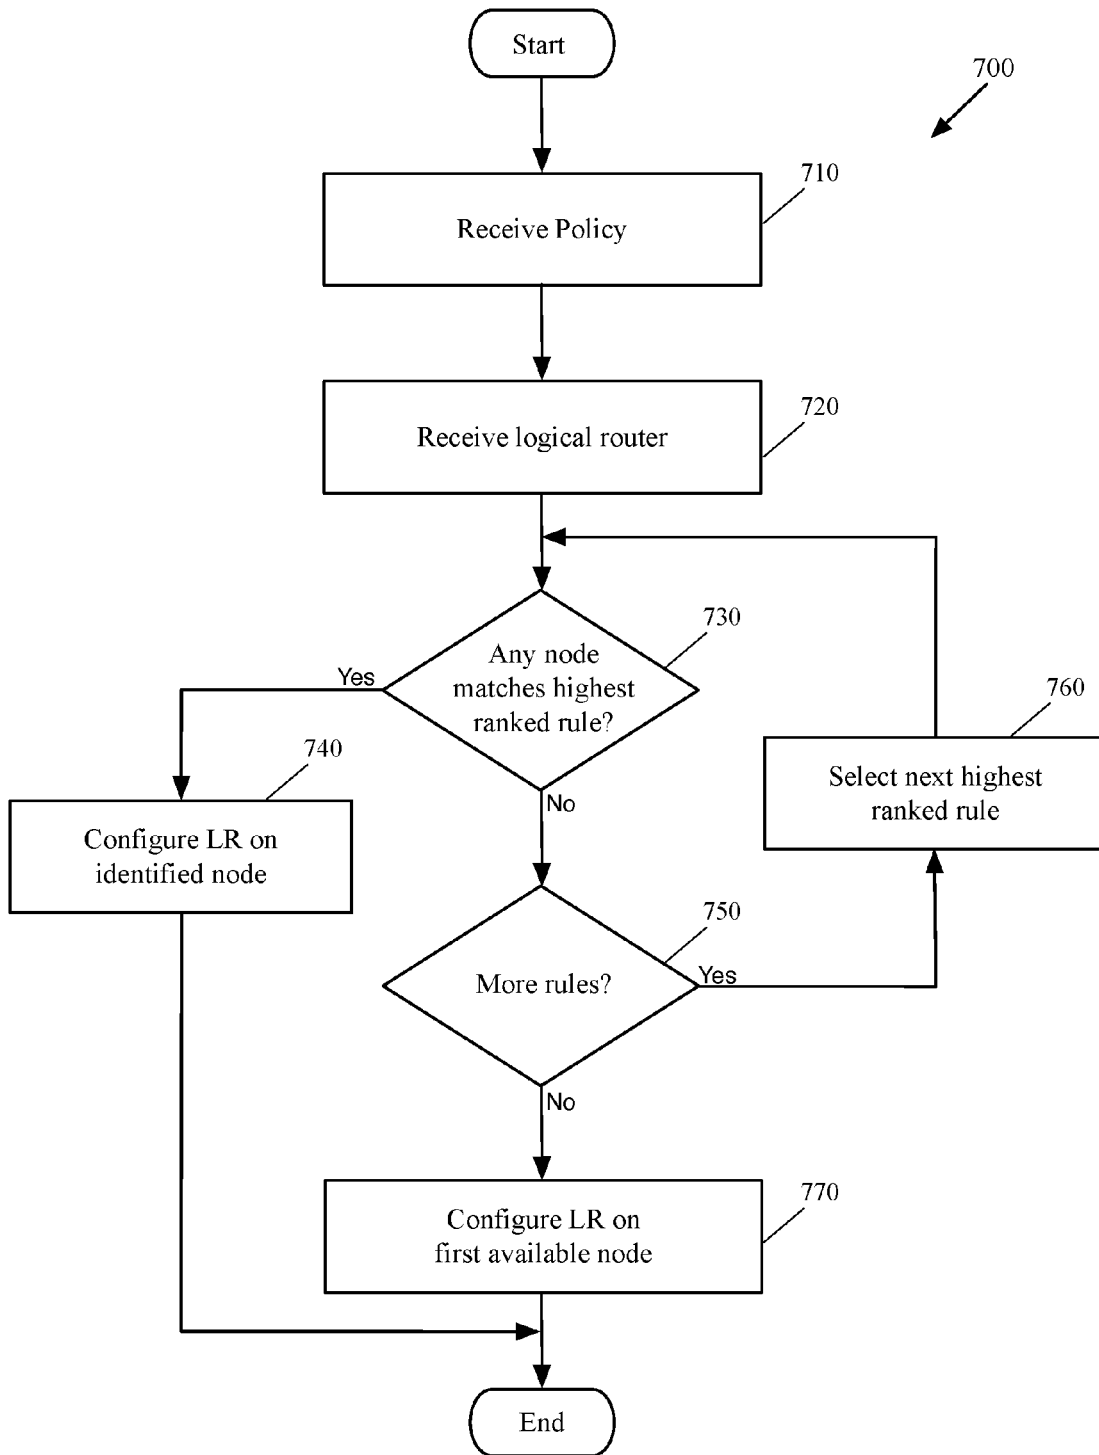 Start
700
710
Receive Policy
720
Receive logical router
730
Any node
matches highest
ranked rule?
Yes
No
740
Configure LR on
identified node
760
Select next highest
ranked rule
750
More rules?
Yes
No
770
Configure LR on
first available node
End